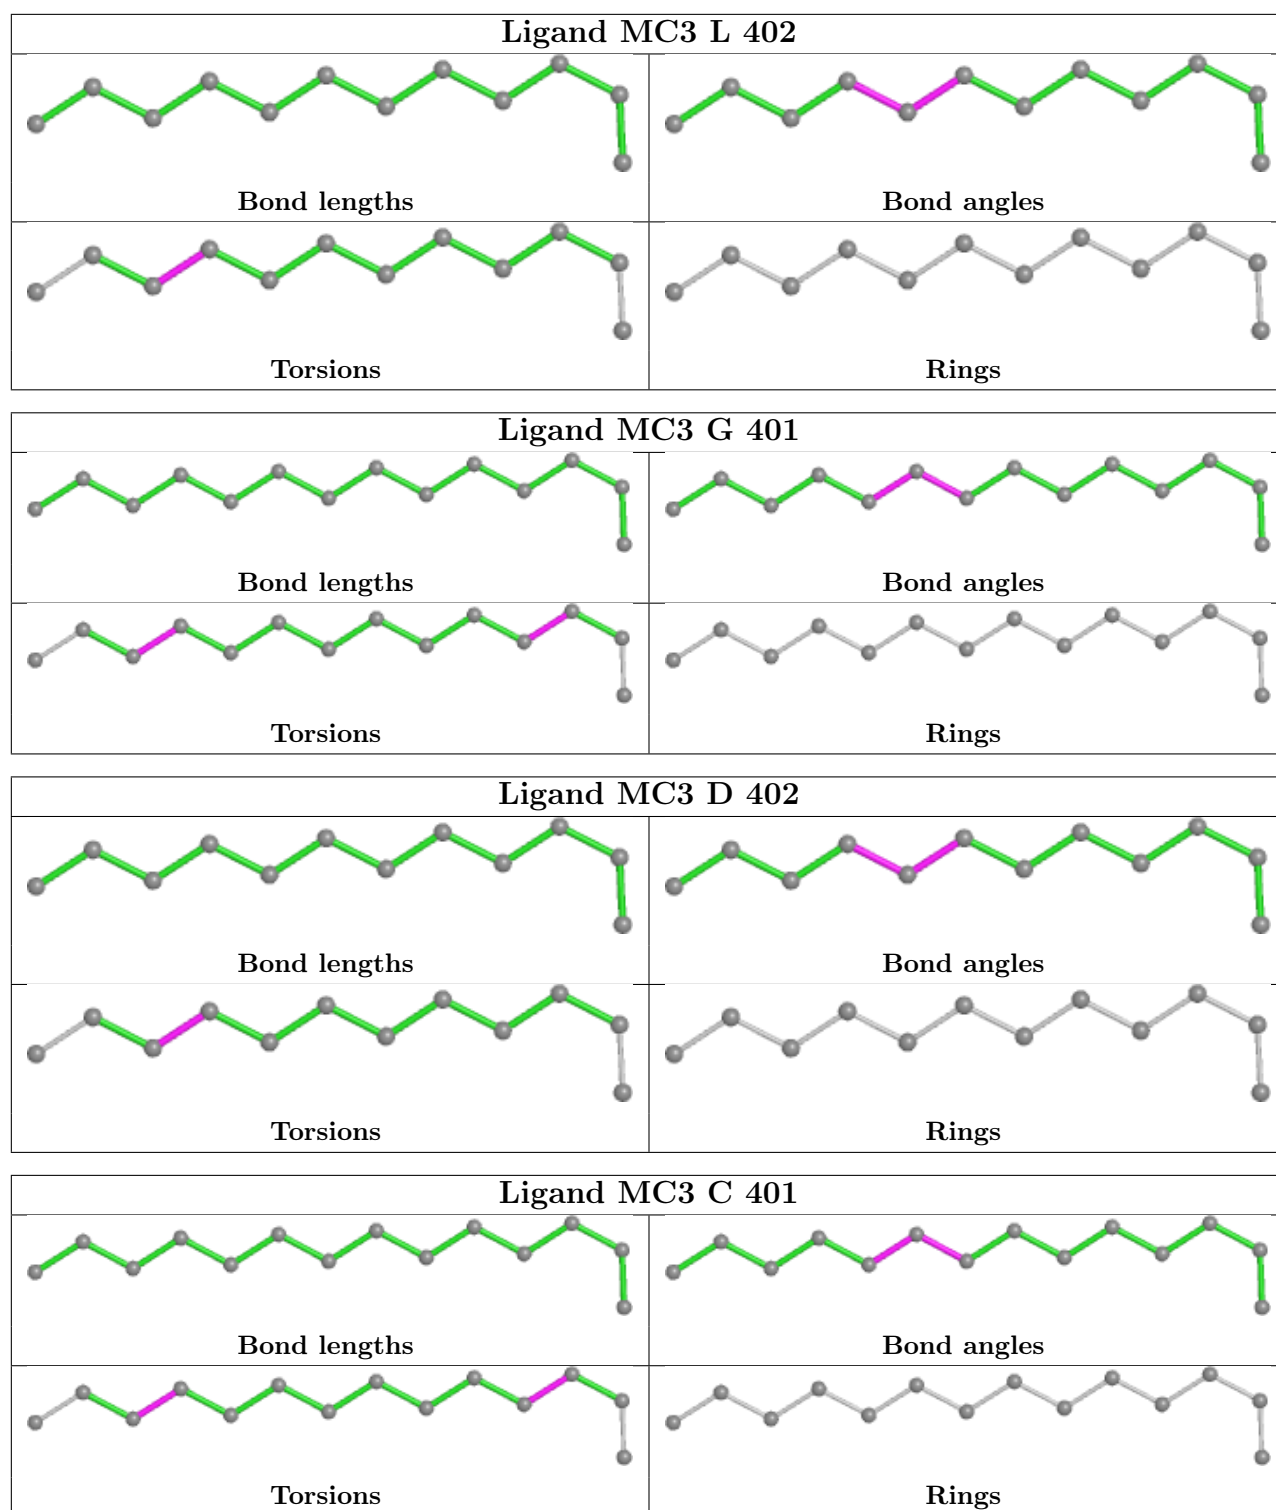 Ligand MC3 L 402
Bond lengths
Bond angles
Torsions
Rings
Ligand MC3 G 401
Bond lengths
Bond angles
Torsions
Rings
Ligand MC3 D 402
Bond lengths
Bond angles
Torsions
Rings
Ligand MC3 C 401
Bond lengths
Bond angles
Torsions
Rings